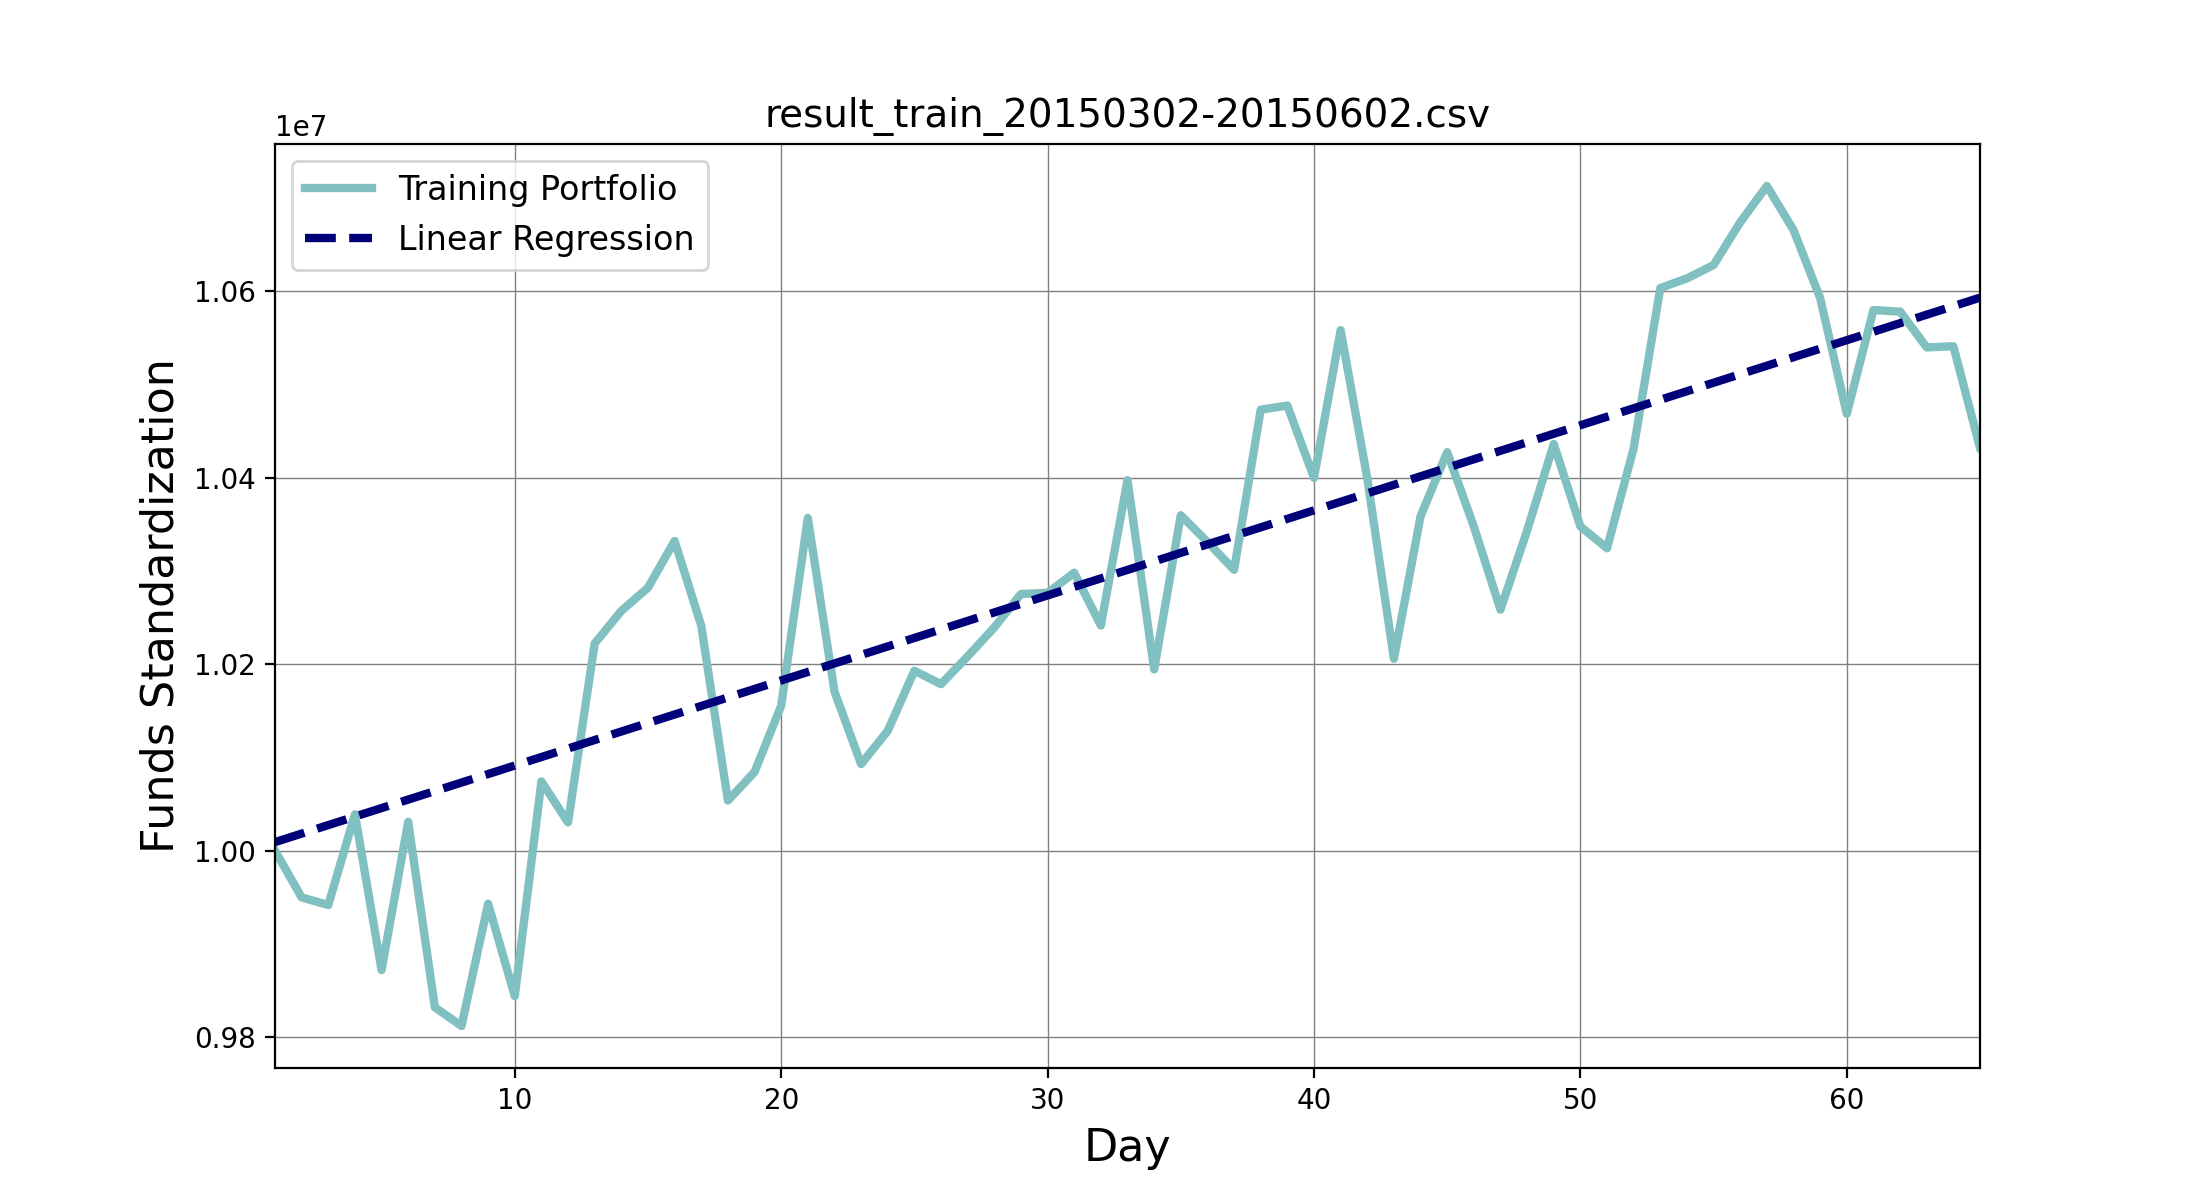 result_train_20150302-20150602.csv
1e7
Training Portfolio
Linear Regression
1.06
1.04
1.02
1.00
0.98
Funds Standardization
10 20 30 40 50 60
Day